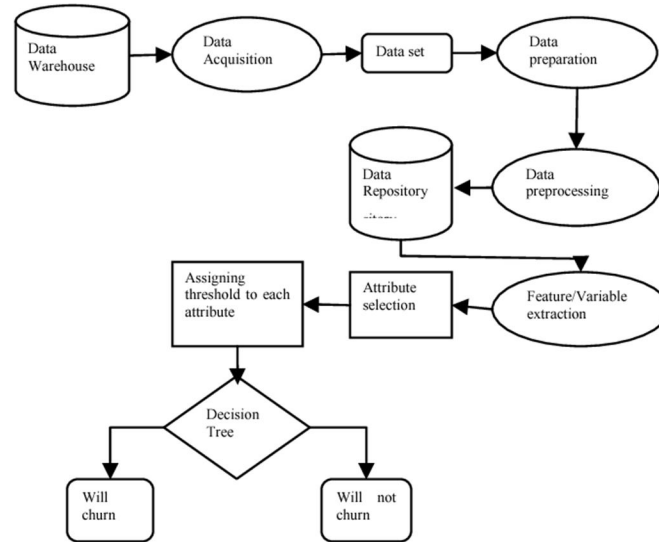 Data
Warehouse
Data
Acquisition
Data set
Data
preparation
Data
Repository
Data
preprocessing
Assigning
threshold to each
attribute
Attribute
selection
Feature/Variable
extraction
Decision
Tree
Will
churn
Will not
churn